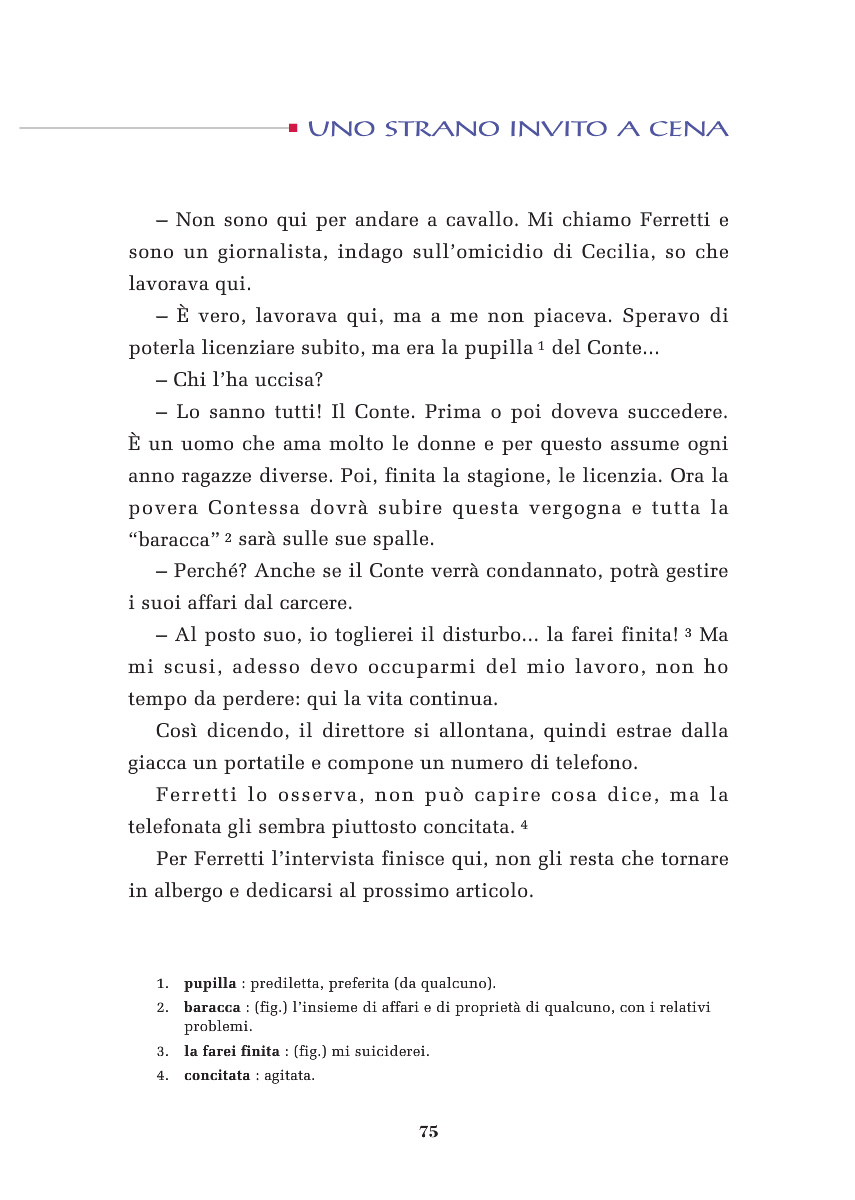 UNO STRANO INVITO A CENA
– Non sono qui per andare a cavallo. Mi chiamo Ferretti e
sono un giornalista, indago sull’omicidio di Cecilia, so che
lavorava qui.
– È vero, lavorava qui, ma a me non piaceva. Speravo di
poterla licenziare subito, ma era la pupilla 1 del Conte...
– Chi l’ha uccisa?
– Lo sanno tutti! Il Conte. Prima o poi doveva succedere.
È un uomo che ama molto le donne e per questo assume ogni
anno ragazze diverse. Poi, finita la stagione, le licenzia. Ora la
povera Contessa dovrà subire questa vergogna e tutta la
“baracca” 2 sarà sulle sue spalle.
– Perché? Anche se il Conte verrà condannato, potrà gestire
i suoi affari dal carcere.
– Al posto suo, io toglierei il disturbo... la farei finita! 3 Ma
mi scusi, adesso devo occuparmi del mio lavoro, non ho
tempo da perdere: qui la vita continua.
Così dicendo, il direttore si allontana, quindi estrae dalla
giacca un portatile e compone un numero di telefono.
Ferretti lo osserva, non può capire cosa dice, ma la
telefonata gli sembra piuttosto concitata. 4
Per Ferretti l’intervista finisce qui, non gli resta che tornare
in albergo e dedicarsi al prossimo articolo.
1. pupilla : prediletta, preferita (da qualcuno).
2. baracca : (fig.) l’insieme di affari e di proprietà di qualcuno, con i relativi
problemi.
3. la farei finita : (fig.) mi suiciderei.
4. concitata : agitata.
75